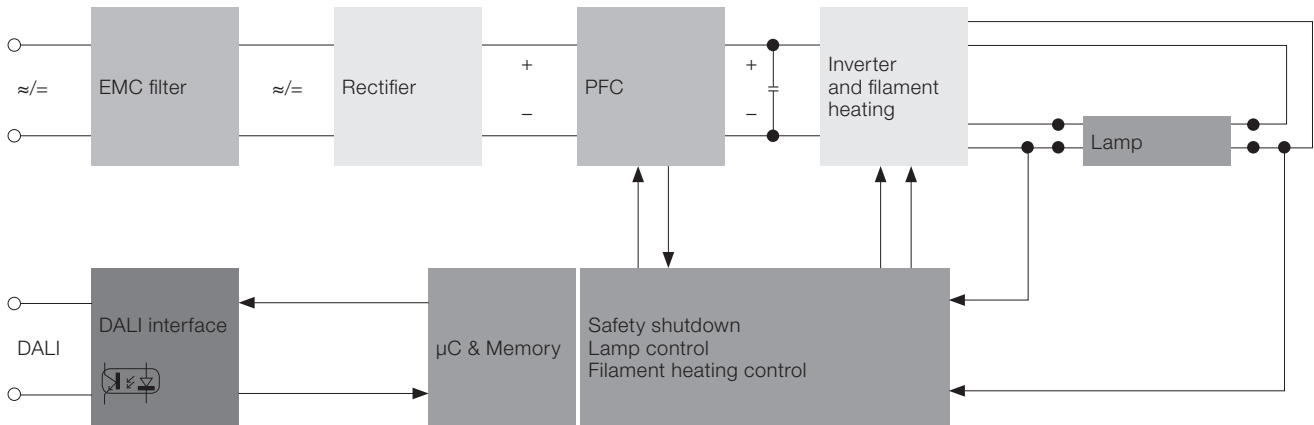 ≈/=
EMC filter
≈/=
Rectifier
+
−
PFC
+
−
Inverter
and filament
heating
Lamp
DALI
DALI interface
µC & Memory
Safety shutdown
Lamp control
Filament heating control